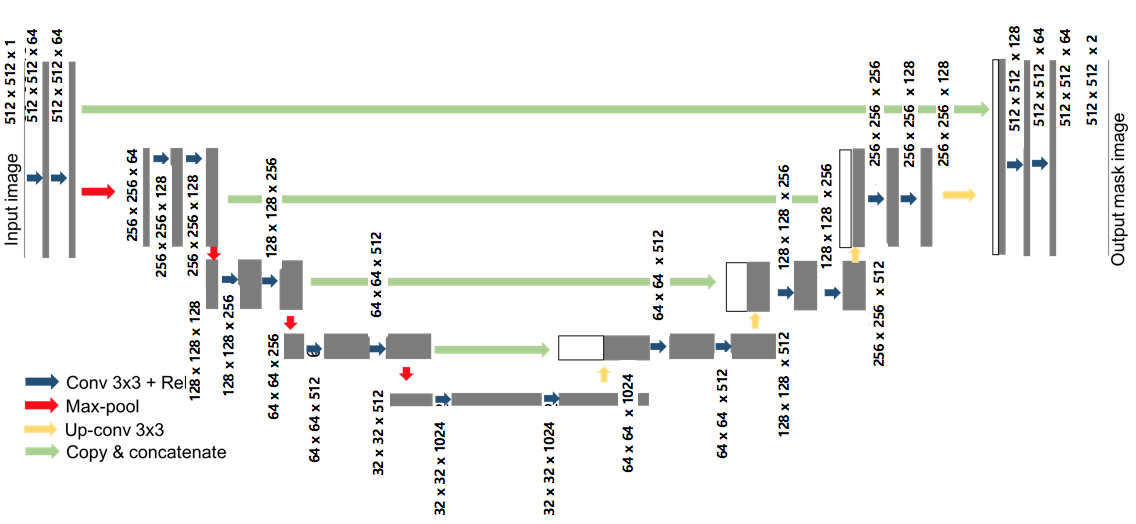 Input image
512 x 512 x 1
512 x 512 x 64
512 x 512 x 64
256 x 256 x 64
256 x 256 x 128
256 x 256 x 128
128 x 128 x 128
128 x 128 x 256
128 x 128 x 256
64 x 64 x 256
64 x 64 x 512
64 x 64 x 512
32 x 32 x 512
32 x 32 x 1024
32 x 32 x 1024
64 x 64 x 1024
64 x 64 x 512
64 x 64 x 512
128 x 128 x 512
128 x 128 x 256
128 x 128 x 256
256 x 256 x 512
256 x 256 x 256
256 x 256 x 128
256 x 256 x 128
512 x 512 x 128
512 x 512 x 64
512 x 512 x 64
512 x 512 x 2
Output mask image
Conv 3x3 + Rel
Max-pool
Up-conv 3x3
Copy & concatenate